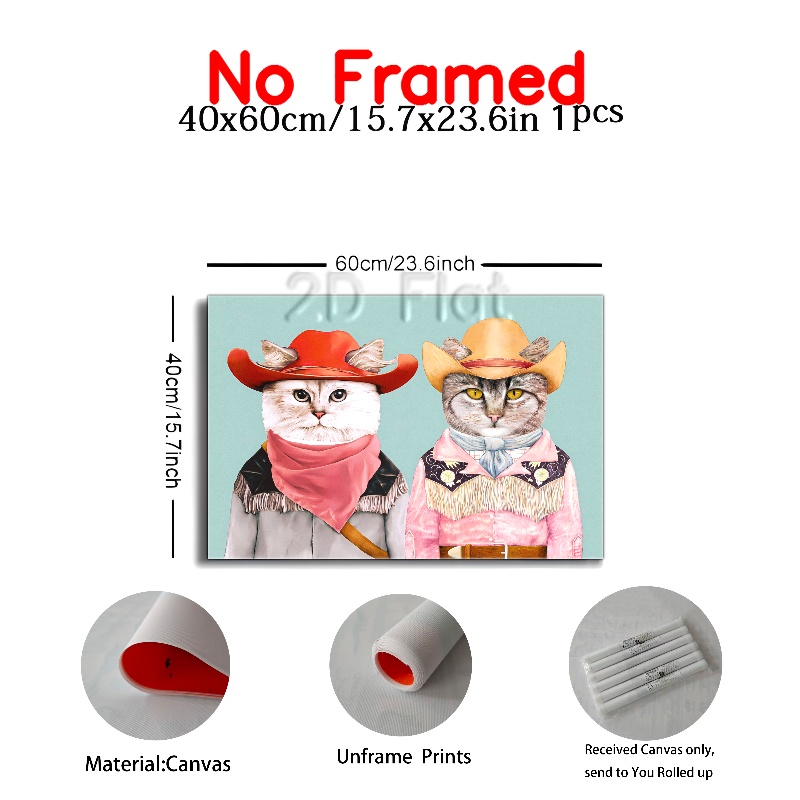 No Framed
40x60cm/15.7x23.6in 1pcs
60cm/23.6inch
2D Flat
40cm/15.7inch
Material:Canvas
Unframe Prints
Received Canvas only,
send to You Rolled up